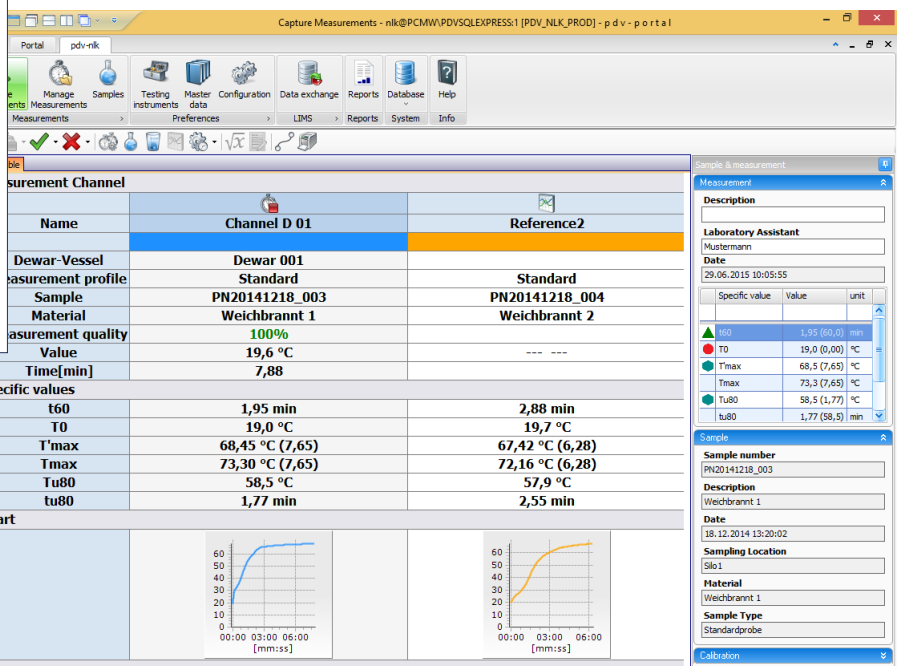 Capture Measurements - nlk@PCMW\PDVSQLEXPRESS:1 [PDV_NLK_PROD] - p d v - p o r t a l
Portal pdv-nlk
Manage Measurements
Samples
Testing instruments
Master data
Configuration
Data exchange
Reports
Database
Help
Measurements Preferences LIMS Reports System Info
Sample & measurement
surement Channel
Name Channel D 01 Reference2
Dewar-Vessel Dewar 001
easurement profile Standard Standard
Sample PN20141218_003 PN20141218_004
Material Weichbrannt 1 Weichbrannt 2
easurement quality 100%
Value 19,6 °C --- ---
Time[min] 7,88
ecific values
t60 1,95 min 2,88 min
T0 19,0 °C 19,7 °C
T'max 68,45 °C (7,65) 67,42 °C (6,28)
Tmax 73,30 °C (7,65) 72,16 °C (6,28)
Tu80 58,5 °C 57,9 °C
tu80 1,77 min 2,55 min
art
60
50
40
30
20
10
0
00:00 03:00 06:00
[mm:ss]
60
50
40
30
20
10
0
00:00 03:00 06:00
[mm:ss]
Measurement
Description
Laboratory Assistant
Mustermann
Date
29.06.2015 10:05:55
Specific value Value unit
t60 1,95 (60,0) min
T0 19,0 (0,00) °C
T'max 68,5 (7,65) °C
Tmax 73,3 (7,65) °C
Tu80 58,5 (1,77) °C
tu80 1,77 (58,5) min
Sample
Sample number
PN20141218_003
Description
Weichbrannt 1
Date
18.12.2014 13:20:02
Sampling Location
Silo1
Material
Weichbrannt 1
Sample Type
Standardprobe
Calibration